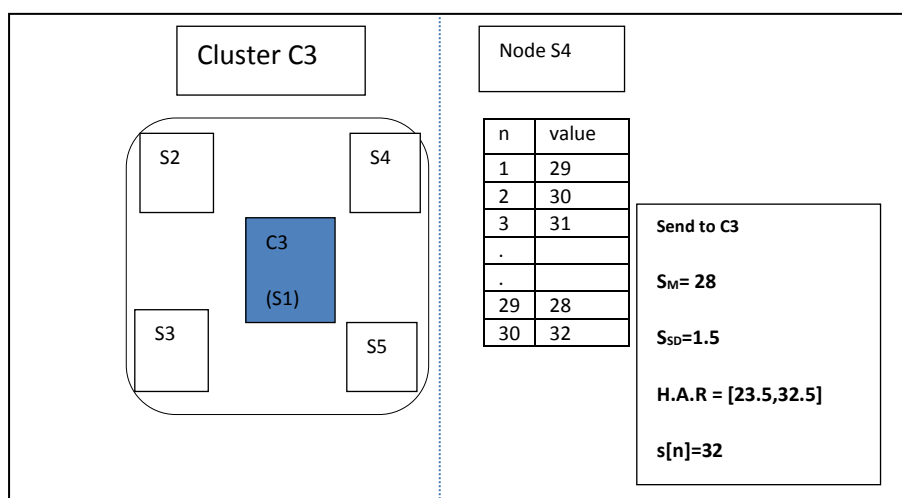 Cluster C3
S2
S4
C3
(S1)
S3
S5
Node S4
n value
1 29
2 30
3 31
.
.
29 28
30 32
Send to C3
SM= 28
SSD=1.5
H.A.R = [23.5,32.5]
s[n]=32